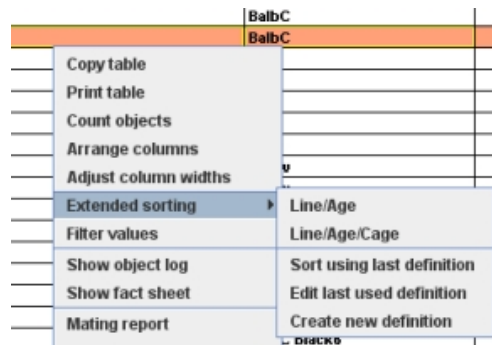 BalbC
BalbC
Copy table
Print table
Count objects
Arrange columns
Adjust column widths
Extended sorting
Line/Age
Filter values
Line/Age/Cage
Show object log
Sort using last definition
Show fact sheet
Edit last used definition
Mating report
Create new definition